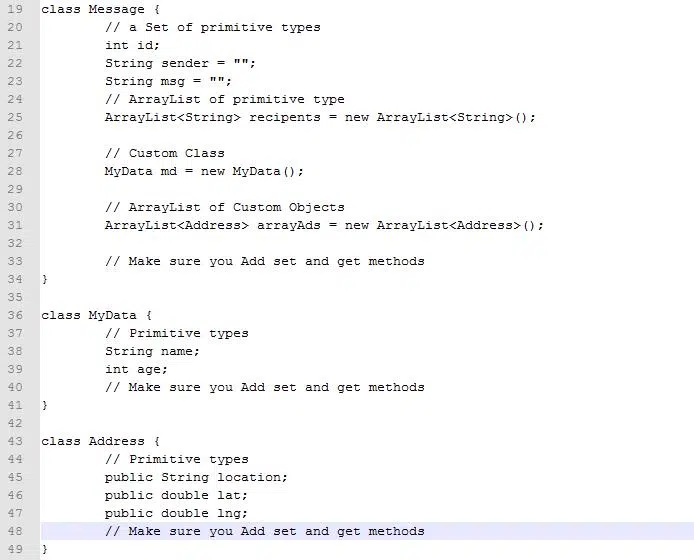 19 class Message {
20 // a Set of primitive types
21 int id;
22 String sender = "";
23 String msg = "";
24 // ArrayList of primitive type
25 ArrayList<String> recipents = new ArrayList<String>();
26
27 // Custom Class
28 MyData md = new MyData();
29
30 // ArrayList of Custom Objects
31 ArrayList<Address> arrayAds = new ArrayList<Address>();
32
33 // Make sure you Add set and get methods
34 }
35
36 class MyData {
37 // Primitive types
38 String name;
39 int age;
40 // Make sure you Add set and get methods
41 }
42
43 class Address {
44 // Primitive types
45 public String location;
46 public double lat;
47 public double lng;
48 // Make sure you Add set and get methods
49 }